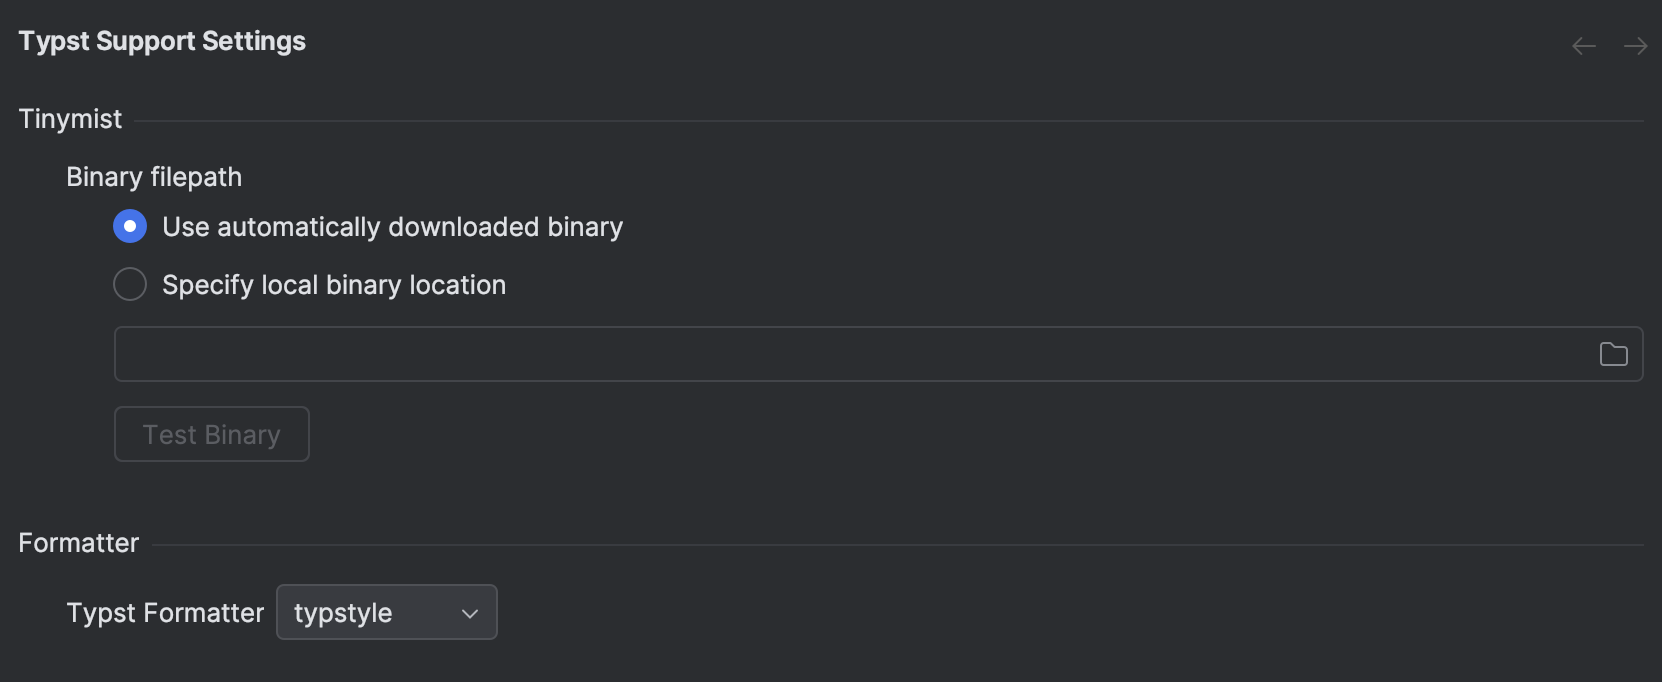 Typst Support Settings
Tinymist
Binary filepath
Use automatically downloaded binary
Specify local binary location
Test Binary
Formatter
Typst Formatter typstyle